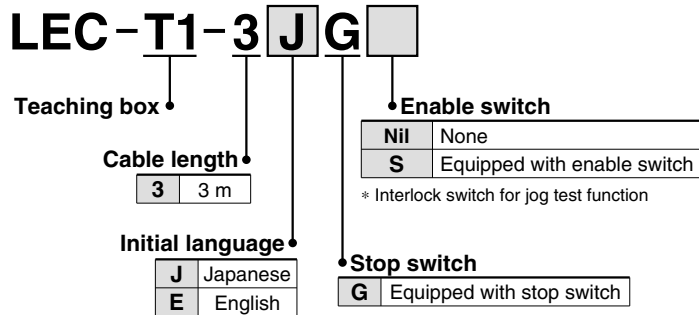 LEC-T1-3JG
Teaching box
Enable switch
Nil None
S Equipped with enable switch
* Interlock switch for jog test function
Cable length
3 3 m
Initial language
J Japanese
E English
Stop switch
G Equipped with stop switch